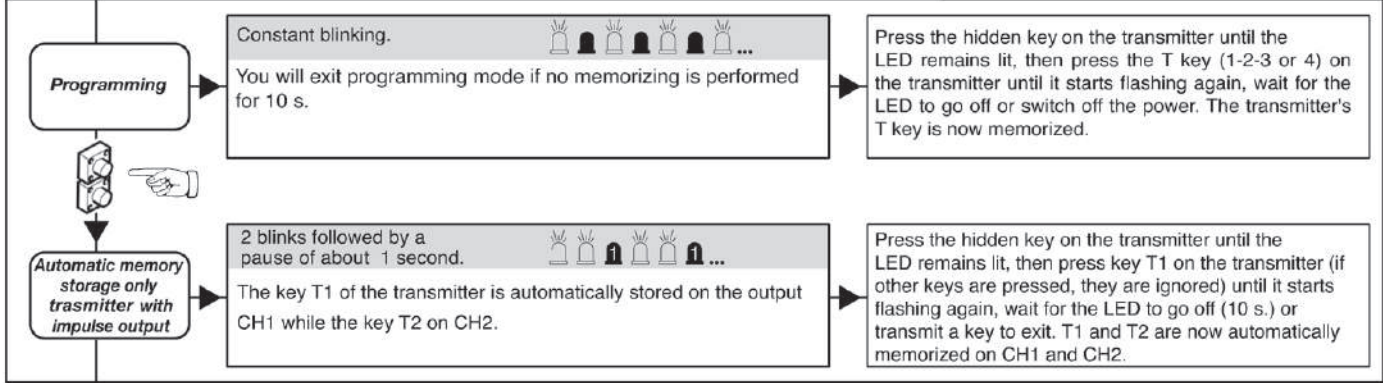 Programming
Constant blinking.
...
You will exit programming mode if no memorizing is performed
for 10 s.
Press the hidden key on the transmitter until the
LED remains lit, then press the T key (1-2-3 or 4) on
the transmitter until it starts flashing again, wait for the
LED to go off or switch off the power. The transmitter's
T key is now memorized.
Automatic memory
storage only
trasmitter with
impulse output
2 blinks followed by a
pause of about 1 second.
1 1 ...
The key T1 of the transmitter is automatically stored on the output
CH1 while the key T2 on CH2.
Press the hidden key on the transmitter until the
LED remains lit, then press key T1 on the transmitter (if
other keys are pressed, they are ignored) until it starts
flashing again, wait for the LED to go off (10 s.) or
transmit a key to exit. T1 and T2 are now automatically
memorized on CH1 and CH2.